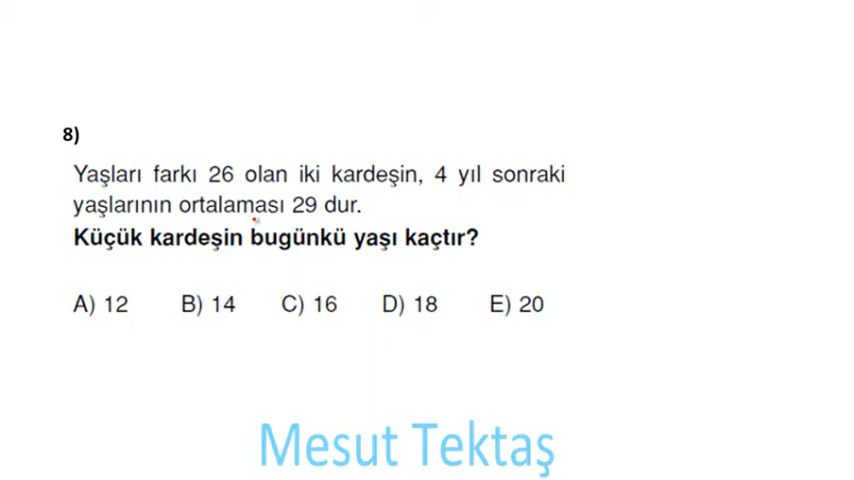 8)
Yaşları farkı 26 olan iki kardeşin, 4 yıl sonraki
yaşlarının ortalaması 29 dur.
Küçük kardeşin bugünkü yaşı kaçtır?
A) 12 B) 14 C) 16 D) 18 E) 20
Mesut Tektaş